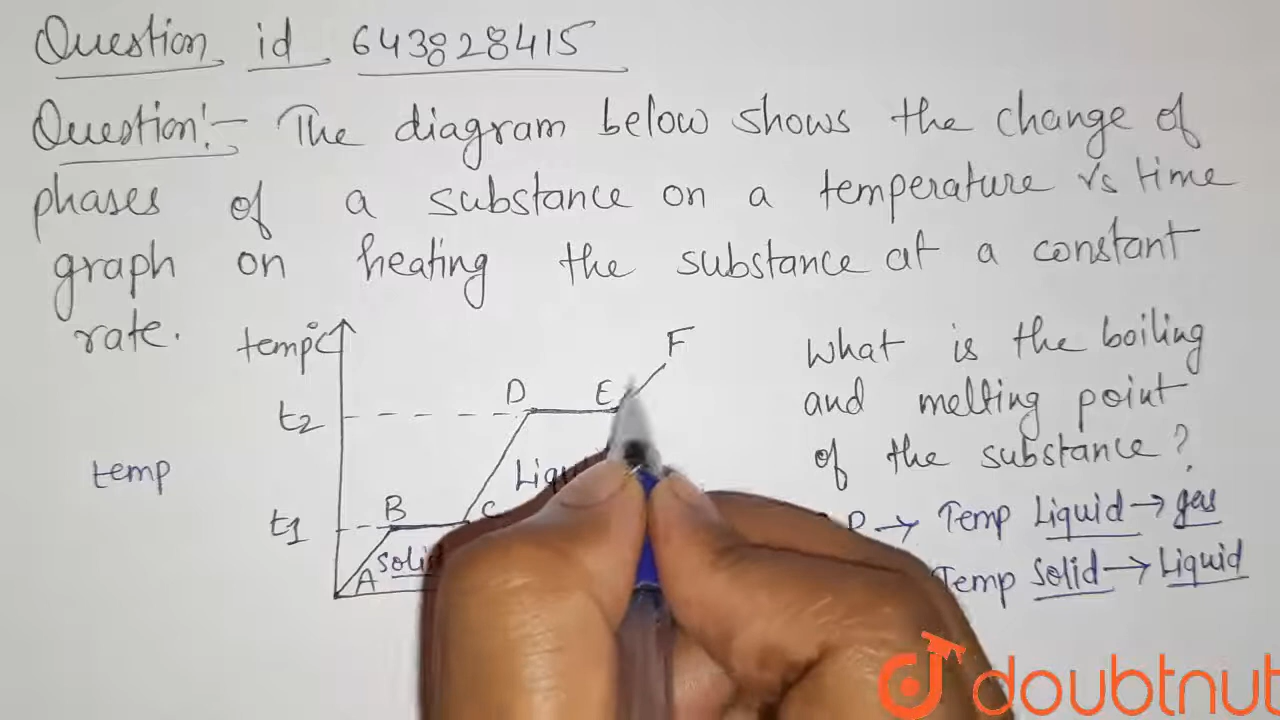 Question id 643828415
Question:- The diagram below shows the change of
phases of a substance on a temperature vs time
graph on heating the substance at a constant
rate.
temp°C
F
What is the boiling
D
E
and melting point
t2
of the substance?
temp
B
C
t1
P → Temp Liquid → gas
A
Temp Solid → Liquid
doubtnut